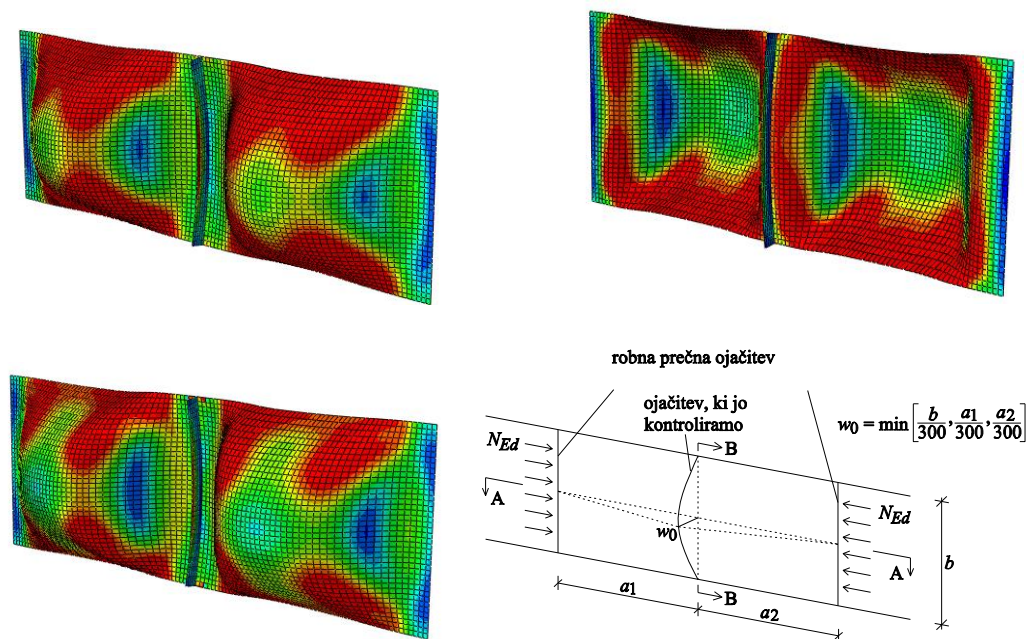 robna prečna ojačitev
ojačitev, ki jo
kontroliramo
w0 = min [b/300, a1/300, a2/300]
B
NEd
A
w0
NEd
A
b
a1
B
a2